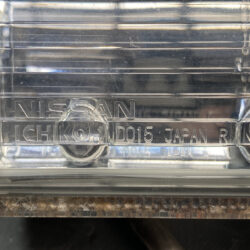 NISSAN
ICHIKOH D016 JAPAN R